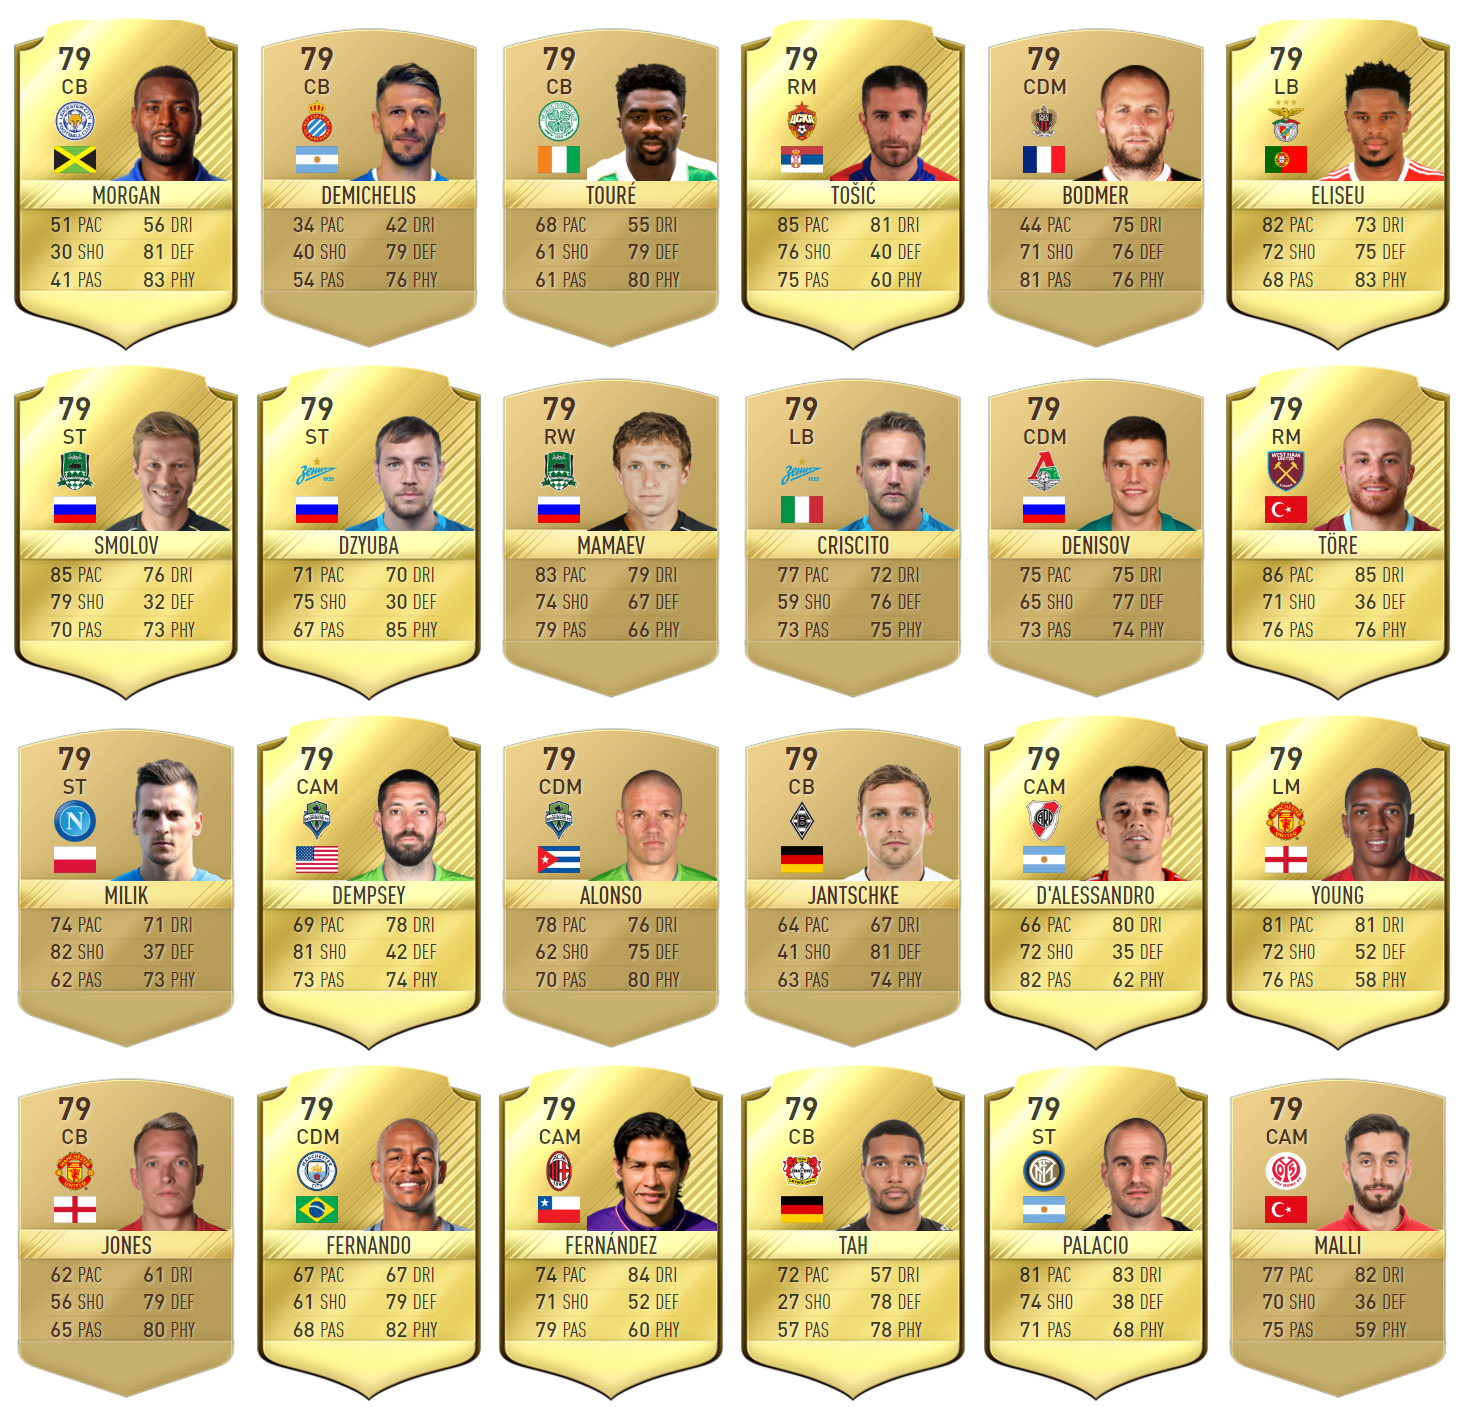 79 79 79 79 79 79
CB CB CB RM CDM LB
MORGAN DEMICHELIS TOURÉ TOŠIĆ BODMER ELISEU
51 PAC 56 DRI 34 PAC 42 DRI 68 PAC 55 DRI 85 PAC 81 DRI 44 PAC 75 DRI 82 PAC 73 DRI
30 SHO 81 DEF 40 SHO 79 DEF 61 SHO 79 DEF 76 SHO 40 DEF 71 SHO 76 DEF 72 SHO 75 DEF
41 PAS 83 PHY 54 PAS 76 PHY 61 PAS 80 PHY 75 PAS 60 PHY 81 PAS 76 PHY 68 PAS 83 PHY
79 79 79 79 79 79
ST ST RW LB CDM RM
SMOLOV DZYUBA MAMAEV CRISCITO DENISOV TÖRE
85 PAC 76 DRI 71 PAC 70 DRI 83 PAC 79 DRI 77 PAC 72 DRI 75 PAC 75 DRI 86 PAC 85 DRI
79 SHO 32 DEF 75 SHO 30 DEF 74 SHO 67 DEF 59 SHO 76 DEF 65 SHO 77 DEF 71 SHO 36 DEF
70 PAS 73 PHY 67 PAS 85 PHY 79 PAS 66 PHY 73 PAS 75 PHY 73 PAS 74 PHY 76 PAS 76 PHY
79 79 79 79 79 79
ST CAM CDM CB CAM LM
MILIK DEMPSEY ALONSO JANTSCHKE D'ALESSANDRO YOUNG
74 PAC 71 DRI 69 PAC 78 DRI 78 PAC 76 DRI 64 PAC 67 DRI 66 PAC 80 DRI 81 PAC 81 DRI
82 SHO 37 DEF 81 SHO 42 DEF 62 SHO 75 DEF 41 SHO 81 DEF 72 SHO 35 DEF 72 SHO 52 DEF
62 PAS 73 PHY 73 PAS 74 PHY 70 PAS 80 PHY 63 PAS 74 PHY 82 PAS 62 PHY 76 PAS 58 PHY
79 79 79 79 79 79
CB CDM CAM CB ST CAM
JONES FERNANDO FERNÁNDEZ TAH PALACIO MALLI
62 PAC 61 DRI 67 PAC 67 DRI 74 PAC 84 DRI 72 PAC 57 DRI 81 PAC 83 DRI 77 PAC 82 DRI
56 SHO 79 DEF 61 SHO 79 DEF 71 SHO 52 DEF 27 SHO 78 DEF 74 SHO 38 DEF 70 SHO 36 DEF
65 PAS 80 PHY 68 PAS 82 PHY 79 PAS 60 PHY 57 PAS 78 PHY 71 PAS 68 PHY 75 PAS 59 PHY